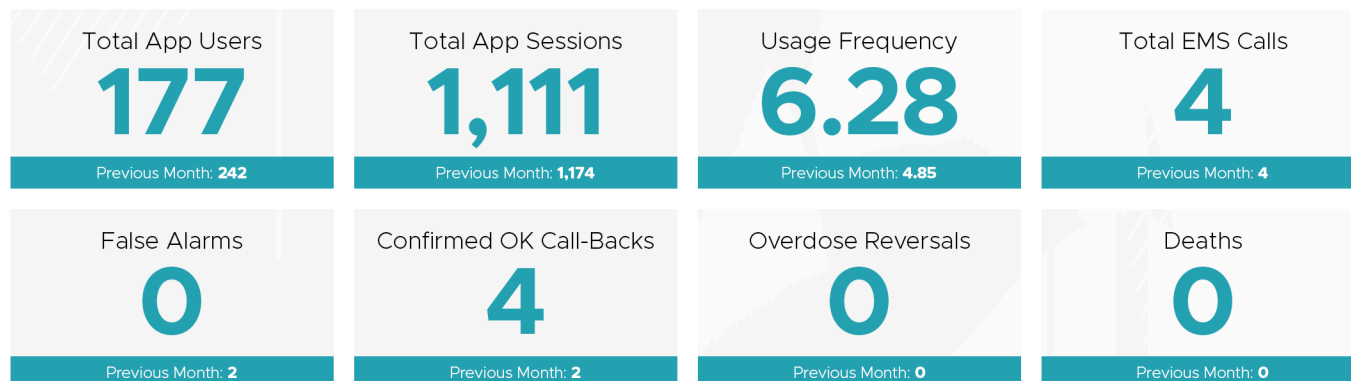 Total App Users
177
Previous Month: 242
Total App Sessions
1,111
Previous Month: 1,174
Usage Frequency
6.28
Previous Month: 4.85
Total EMS Calls
4
Previous Month: 4
False Alarms
0
Previous Month: 2
Confirmed OK Call-Backs
4
Previous Month: 2
Overdose Reversals
0
Previous Month: 0
Deaths
0
Previous Month: 0